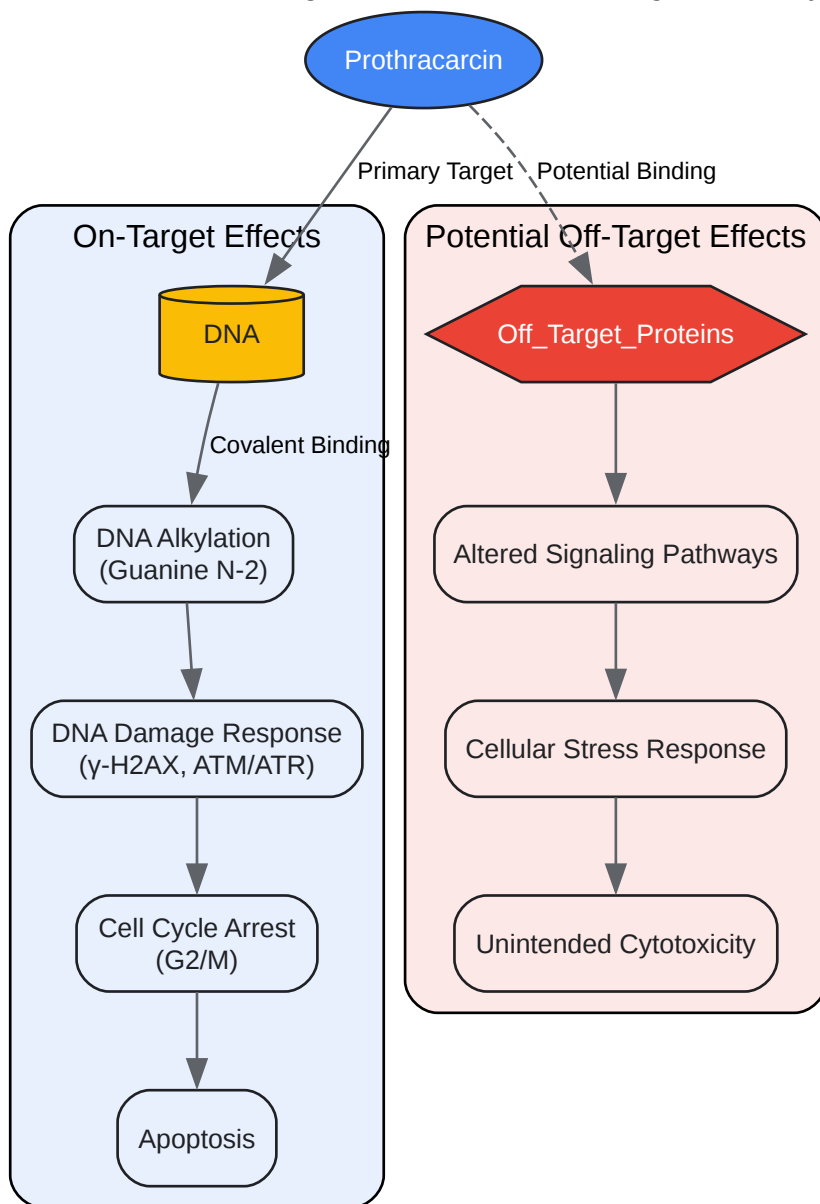 Prothracarcin
Primary Target
Potential Binding
On-Target Effects
Potential Off-Target Effects
DNA
Off_Target_Proteins
Covalent Binding
DNA Alkylation
(Guanine N-2)
Altered Signaling Pathways
DNA Damage Response
(γ-H2AX, ATM/ATR)
Cellular Stress Response
Cell Cycle Arrest
(G2/M)
Unintended Cytotoxicity
Apoptosis